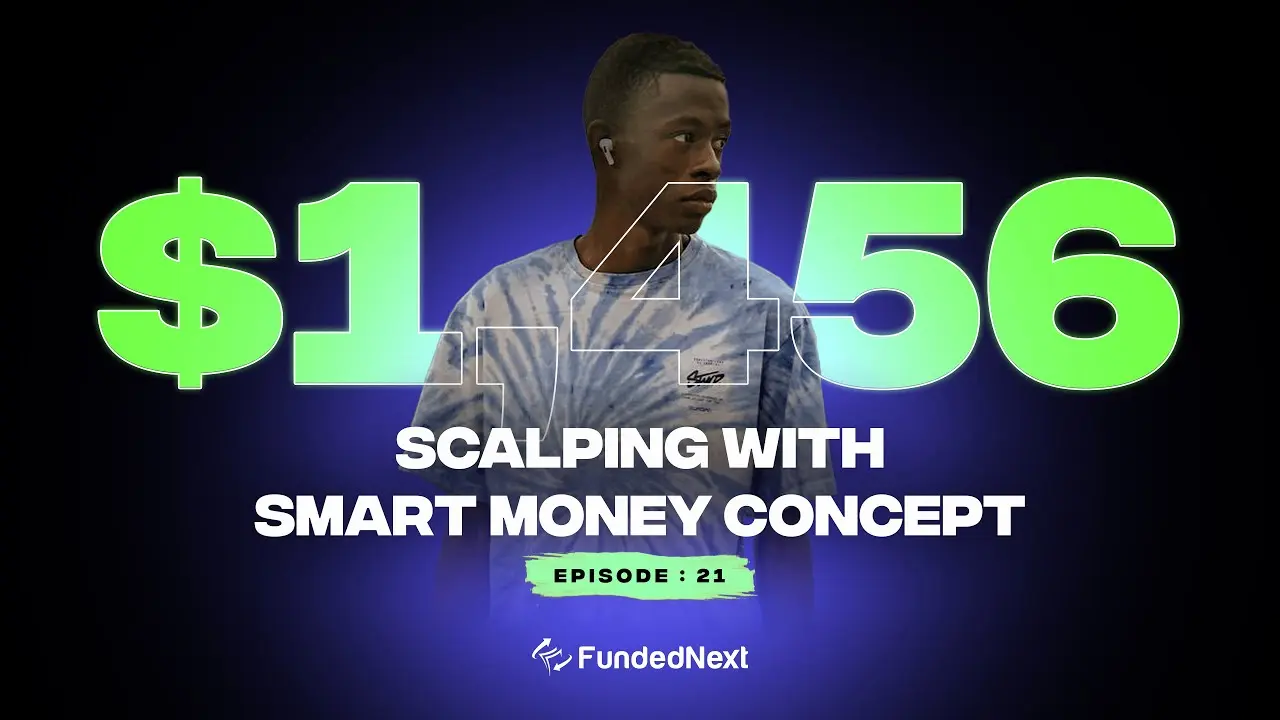 $1,456
SCALPING WITH
SMART MONEY CONCEPT
EPISODE : 21
FundedNext